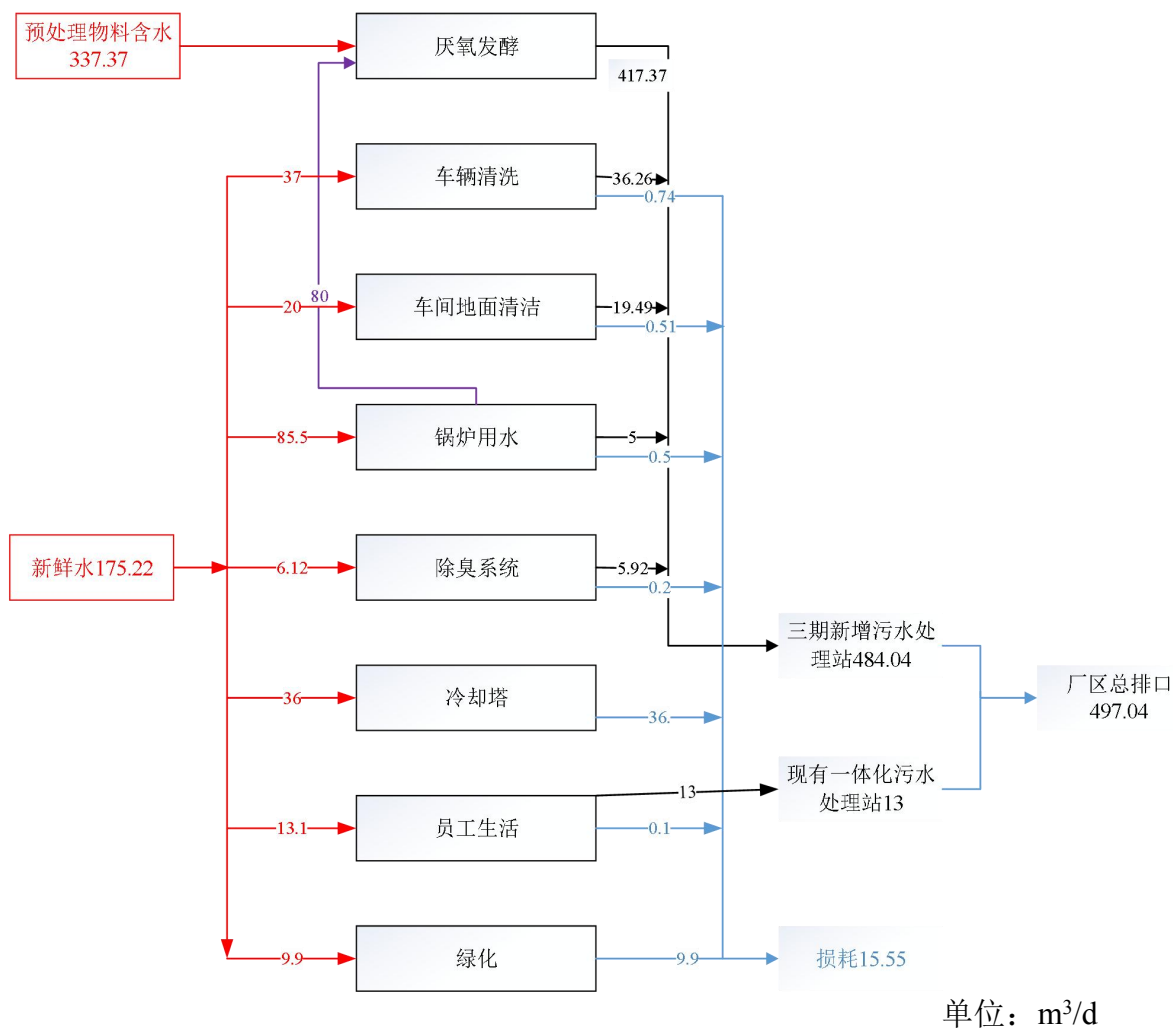 预处理物料含水
337.37
厌氧发酵
417.37
37
车辆清洗
36.26
0.74
80
20
车间地面清洁
19.49
0.51
85.5
锅炉用水
5
0.5
新鲜水175.22
6.12
除臭系统
5.92
0.2
三期新增污水处
理站484.04
36
冷却塔
36.
厂区总排口
497.04
现有一体化污水
处理站13
13.1
员工生活
13
0.1
9.9
绿化
9.9
损耗15.55
单位：m³/d